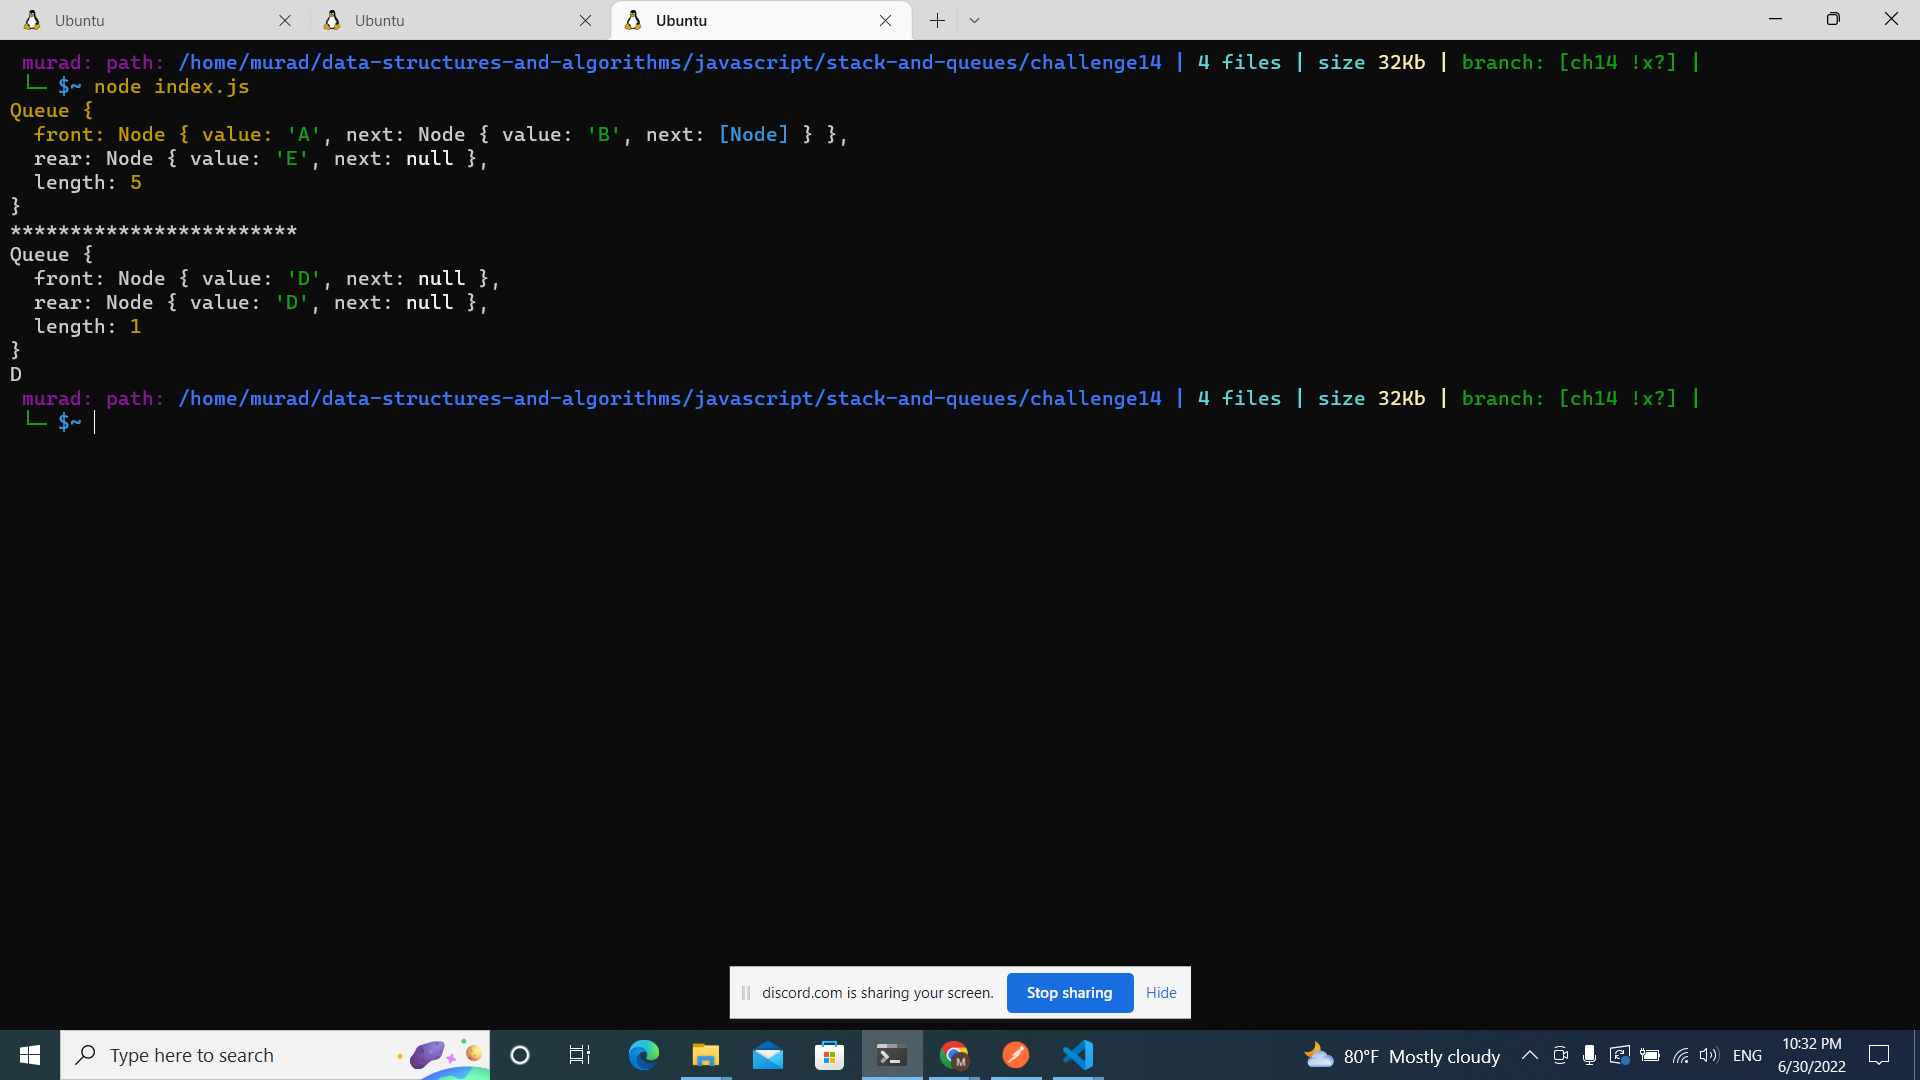 Ubuntu
Ubuntu
Ubuntu
murad: path: /home/murad/data-structures-and-algorithms/javascript/stack-and-queues/challenge14 | 4 files | size 32Kb | branch: [ch14 !x?] |
└─ $~ node index.js
Queue {
  front: Node { value: 'A', next: Node { value: 'B', next: [Node] } },
  rear: Node { value: 'E', next: null },
  length: 5
}
************************
Queue {
  front: Node { value: 'D', next: null },
  rear: Node { value: 'D', next: null },
  length: 1
}
D
murad: path: /home/murad/data-structures-and-algorithms/javascript/stack-and-queues/challenge14 | 4 files | size 32Kb | branch: [ch14 !x?] |
└─ $~
discord.com is sharing your screen. Stop sharing Hide
Type here to search
M
80°F Mostly cloudy
ENG
10:32 PM
6/30/2022